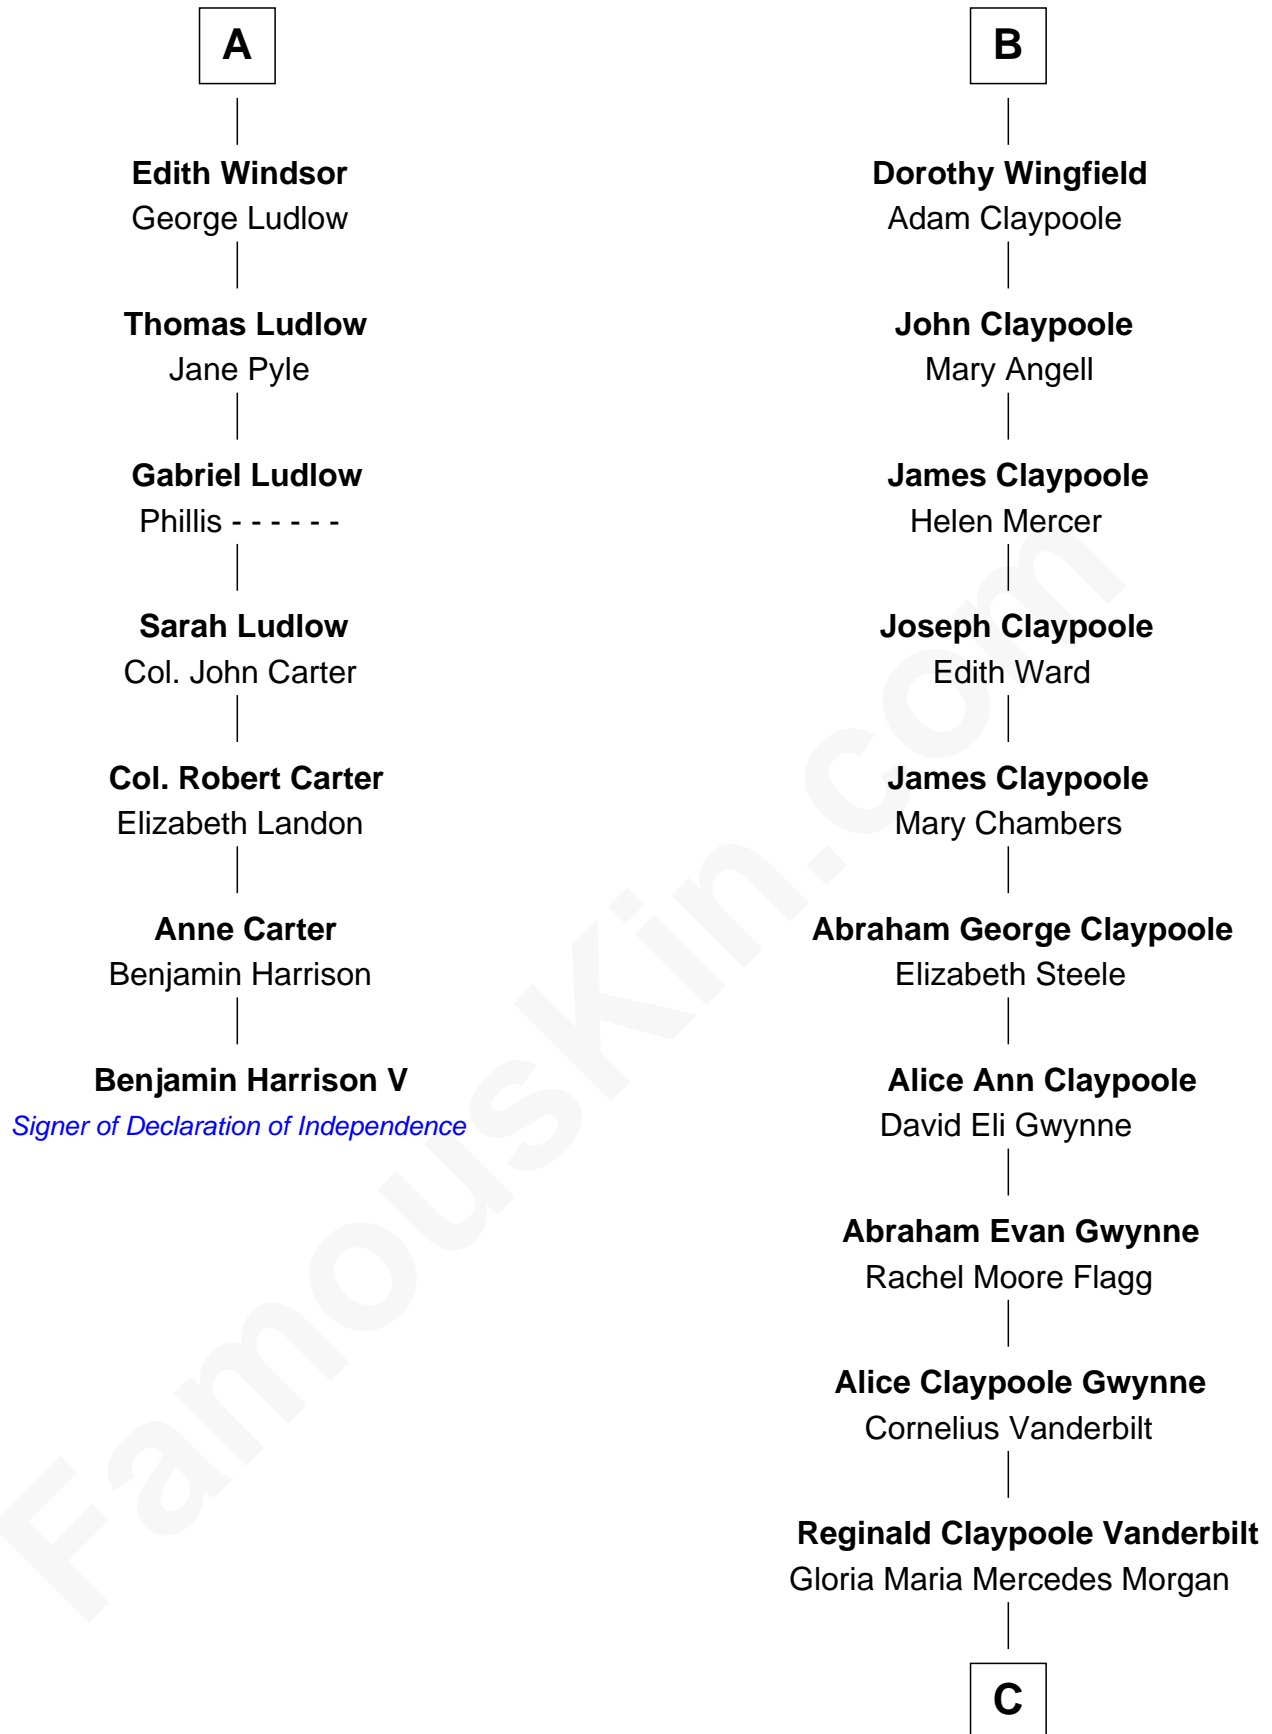 A
Edith Windsor
George Ludlow
Thomas Ludlow
Jane Pyle
Gabriel Ludlow
Phillis - - - - - -
Sarah Ludlow
Col. John Carter
Col. Robert Carter
Elizabeth Landon
Anne Carter
Benjamin Harrison
Benjamin Harrison V
Signer of Declaration of Independence
B
Dorothy Wingfield
Adam Claypoole
John Claypoole
Mary Angell
James Claypoole
Helen Mercer
Joseph Claypoole
Edith Ward
James Claypoole
Mary Chambers
Abraham George Claypoole
Elizabeth Steele
Alice Ann Claypoole
David Eli Gwynne
Abraham Evan Gwynne
Rachel Moore Flagg
Alice Claypoole Gwynne
Cornelius Vanderbilt
Reginald Claypoole Vanderbilt
Gloria Maria Mercedes Morgan
C
FamousKin.com